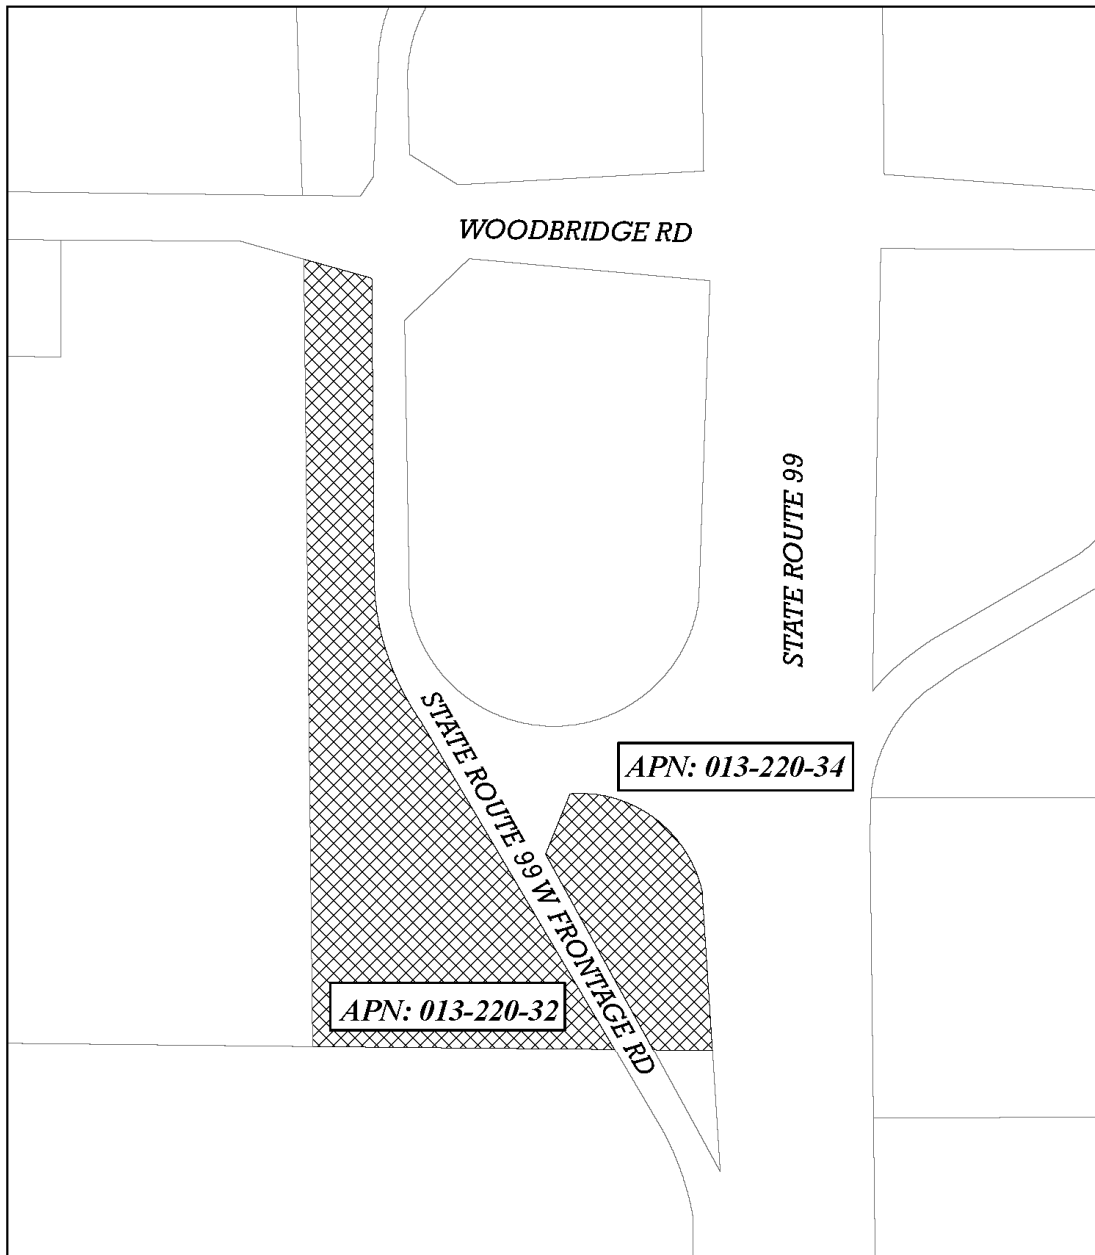 WOODBRIDGE RD
STATE ROUTE 99
STATE ROUTE 99 W FRONTAGE RD
APN: 013-220-34
APN: 013-220-32